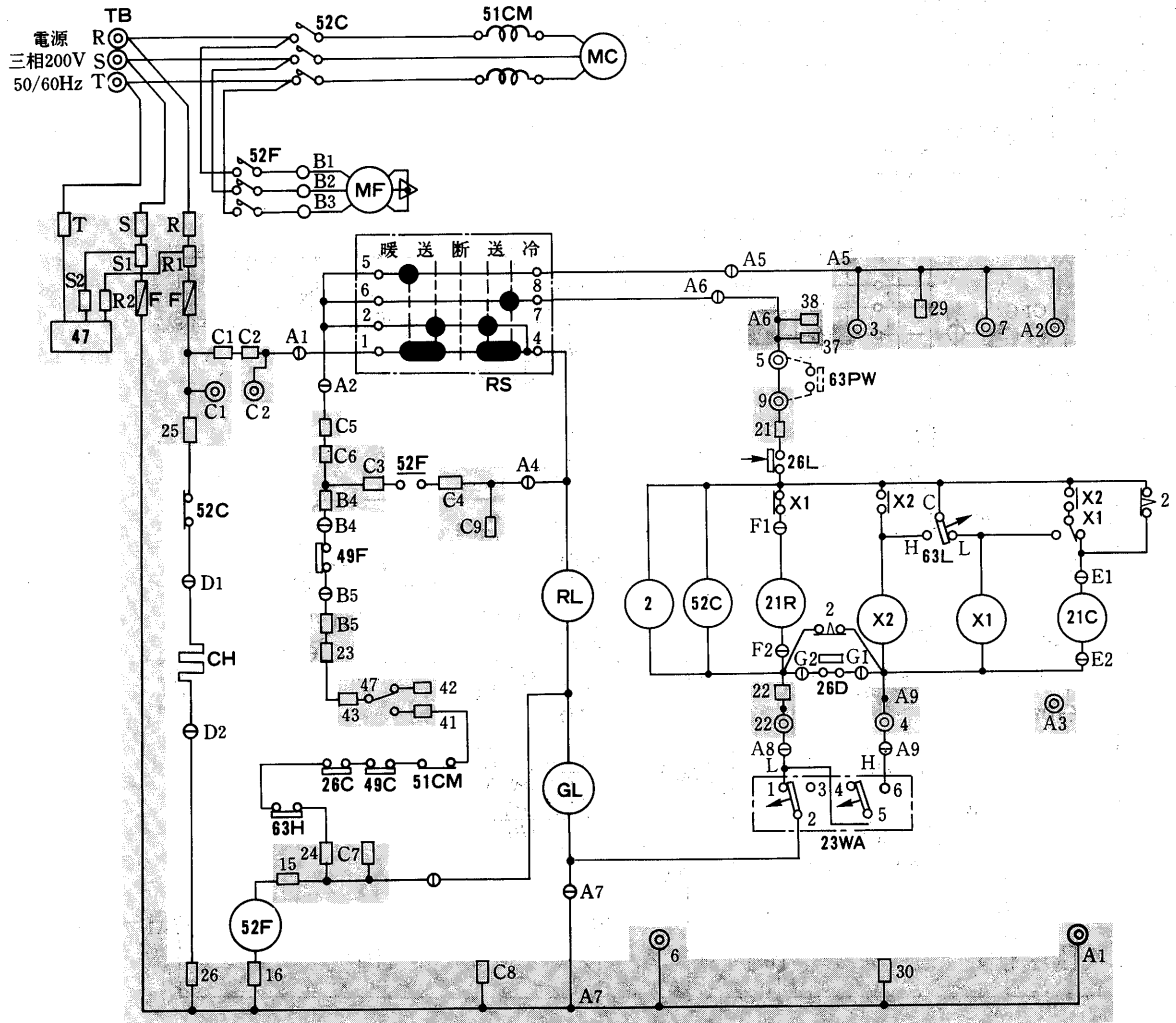 TB
電源
三相200V
50/60Hz
R
S
T
52C
51CM
MC
52F
B1
B2
B3
MF
T
S
R
S2
S1
R1
R2
F
F
47
暖 送 断 送 冷
5
6
2
1
8
7
4
RS
C1
C2
A1
C1
C2
25
A2
C5
C6
C3
52F
C4
C9
A4
B4
B4
49F
B5
B5
23
43
47
42
41
26C
49C
51CM
63H
24
C7
15
52F
16
26
52C
D1
CH
D2
RL
GL
A7
C8
A7
A5
A5
A6
A6
38
37
5
63PW
9
21
26L
3
29
7
A2
X1
F1
X2
C
H
63L
L
X2
X1
2
2
52C
21R
2
X2
X1
21C
E1
E2
F2
G2
G1
26D
22
22
A8
L
A9
4
A9
H
A3
1
3
2
4
6
5
23WA
6
30
A1